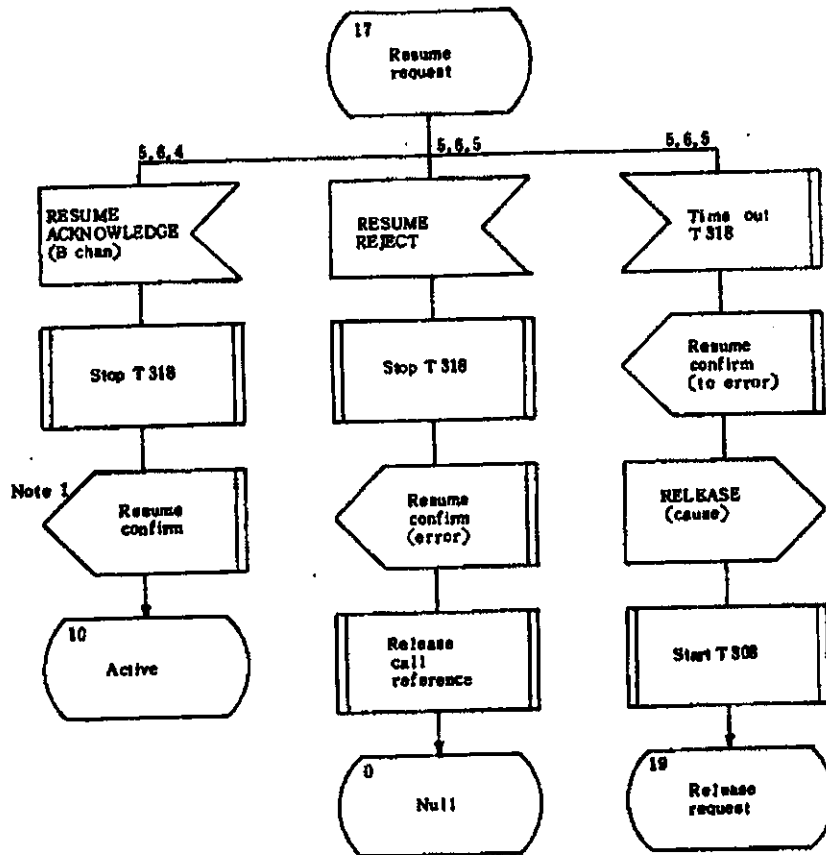 17
Resume
request
5,6,4
5,6,5
5,6,5
RESUME
ACKNOWLEDGE
(B chan)
RESUME
REJECT
Time out
T 318
Stop T 318
Stop T 318
Resume
confirm
(to error)
Note 1
Resume
confirm
Resume
confirm
(error)
RELEASE
(cause)
10
Active
Release
call
reference
Start T 308
0
Null
19
Release
request